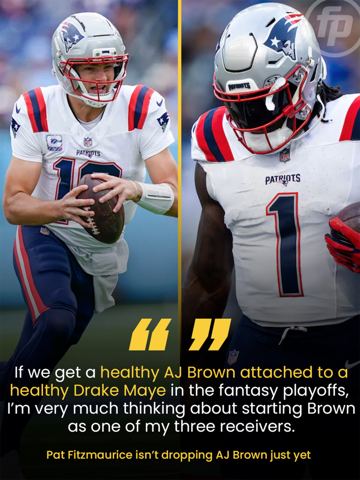 fp
PATRIOTS
10
PATRIOTS
PATRIOTS
1
If we get a healthy AJ Brown attached to a
healthy Drake Maye in the fantasy playoffs,
I'm very much thinking about starting Brown
as one of my three receivers.
Pat Fitzmaurice isn't dropping AJ Brown just yet